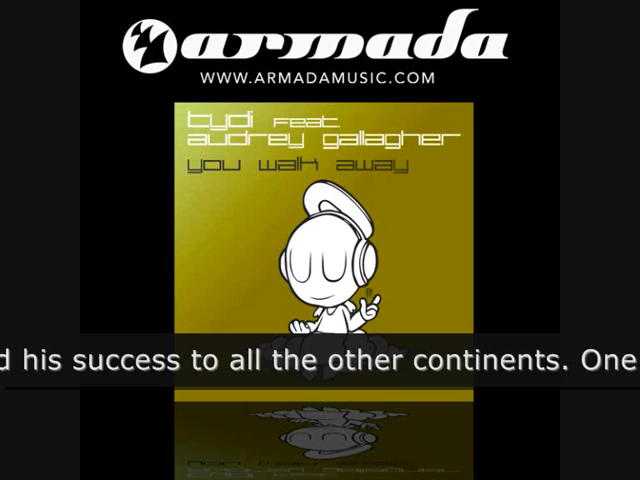 armada
WWW.ARMADAMUSIC.COM
tydi feat.
audrey gallagher
you walk away
d his success to all the other continents. One